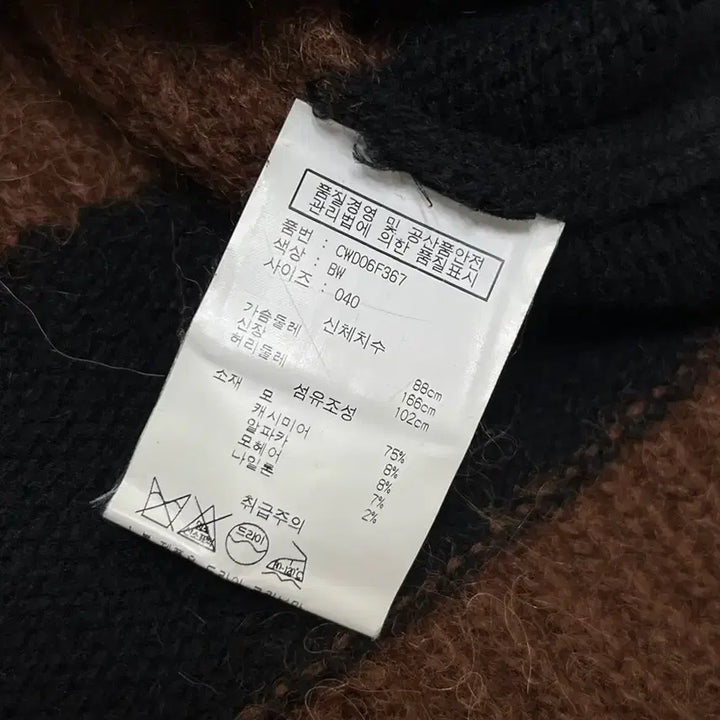 품질경영 및 공산품안전
관리법에 의한 품질표시
품번 : CWD06F367
색상 : BW
사이즈 : 040
신체치수
가슴둘레 88cm
신장 166cm
허리둘레 102cm
섬유조성
소재 모 75%
캐시미어 8%
알파카 8%
모헤어 7%
나일론 2%
취급주의
드라이